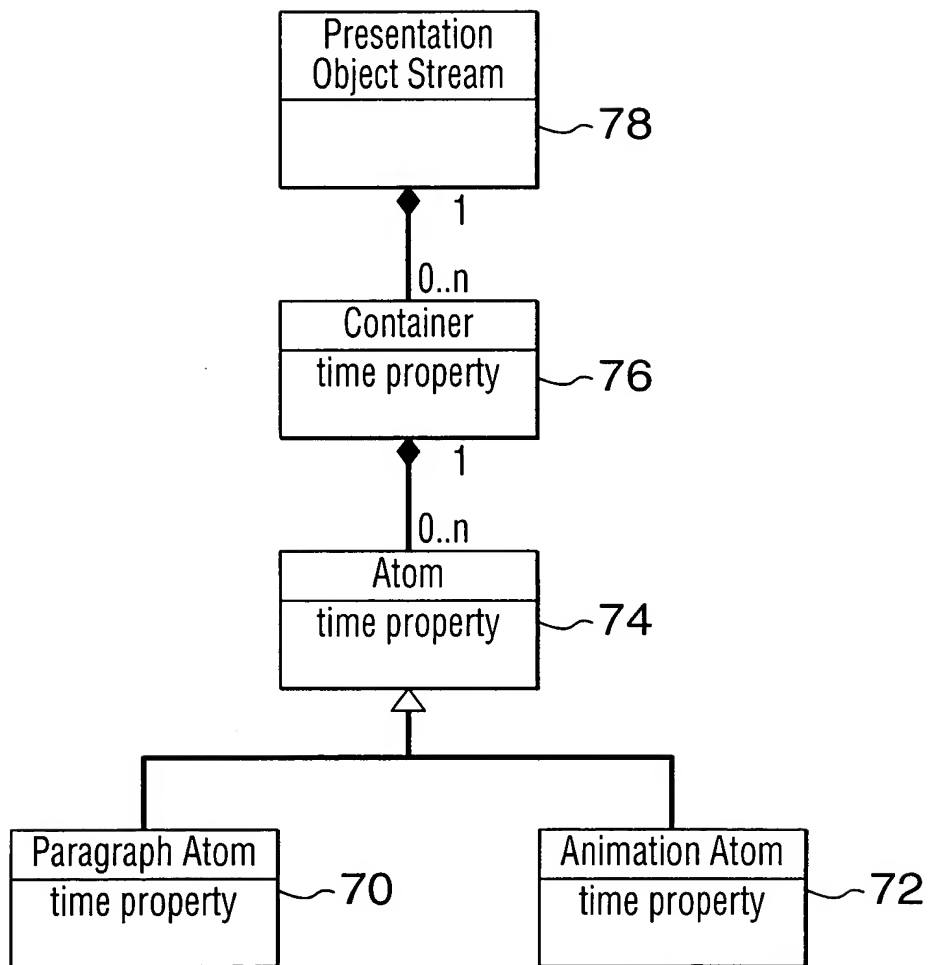 Presentation
Object Stream
78
1
0..n
Container
time property
76
1
0..n
Atom
time property
74
Paragraph Atom
time property
70
Animation Atom
time property
72